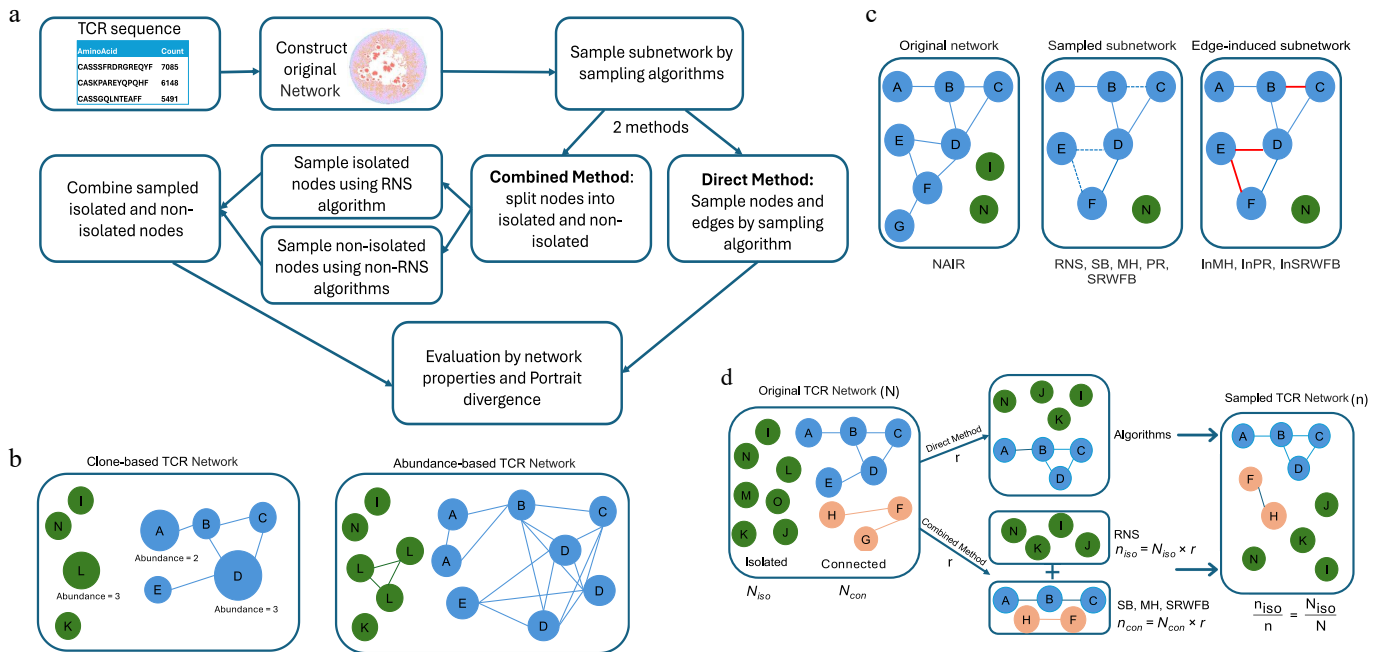 a
TCR sequence
AminoAcid Count
CASSSFRDRGREQYF 7085
CASKPAREYQPQHF 6148
CASSGQLNTEAFF 5491
Construct
original
Network
Sample subnetwork by
sampling algorithms
2 methods
Combine sampled
isolated and non-
isolated nodes
Sample isolated
nodes using RNS
algorithm
Sample non-isolated
nodes using non-RNS
algorithms
Combined Method:
split nodes into
isolated and non-
isolated
Direct Method:
Sample nodes and
edges by sampling
algorithm
Evaluation by network
properties and Portrait
divergence
b
Clone-based TCR Network
I
N
A
B
C
Abundance = 2
L
Abundance = 3
E
D
Abundance = 3
K
Abundance-based TCR Network
I
N
L
L
L
K
A
A
B
C
D
D
D
E
c
Original network
A
B
C
E
D
I
F
N
G
NAIR
Sampled subnetwork
A
B
C
E
D
F
N
RNS, SB, MH, PR,
SRWFB
Edge-induced subnetwork
A
B
C
E
D
F
N
InMH, InPR, InSRWFB
d
Original TCR Network (N)
I
N
L
M
O
K
J
A
B
C
D
E
H
F
G
Isolated
Connected
N_iso
N_con
Direct Method
r
Combined Method
r
N
J
I
K
A
B
C
D
Algorithms
N
I
K
J
RNS
n_iso = N_iso × r
+
A
B
C
H
F
SB, MH, SRWFB
n_con = N_con × r
Sampled TCR Network (n)
A
B
C
D
F
H
J
K
N
I
n_iso / n = N_iso / N